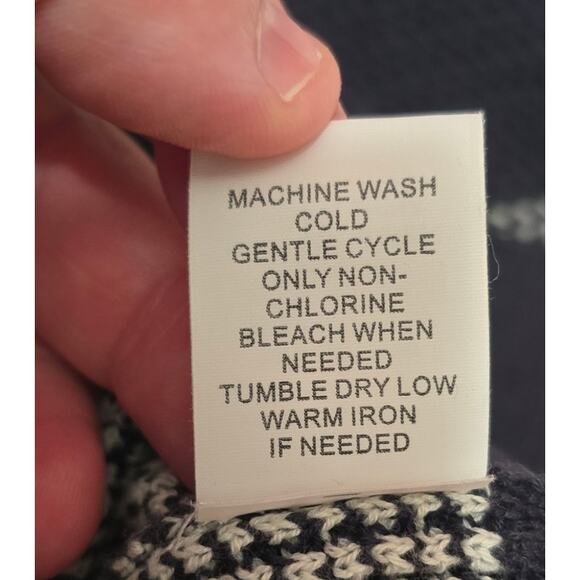 MACHINE WASH
COLD
GENTLE CYCLE
ONLY NON-
CHLORINE
BLEACH WHEN
NEEDED
TUMBLE DRY LOW
WARM IRON
IF NEEDED